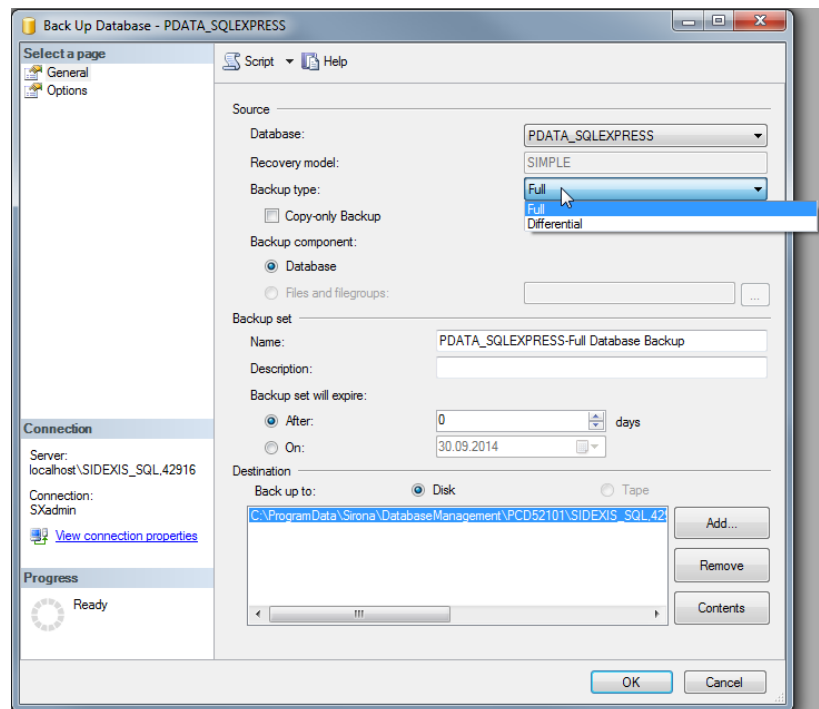 Back Up Database - PDATA_SQLEXPRESS
Select a page
General
Options
Script Help
Source
Database: PDATA_SQLEXPRESS
Recovery model: SIMPLE
Backup type: Full
Full
Differential
Copy-only Backup
Backup component:
Database
Files and filegroups: ...
Backup set
Name: PDATA_SQLEXPRESS-Full Database Backup
Description:
Backup set will expire:
After: 0 days
On: 30.09.2014
Destination
Back up to: Disk Tape
C:\ProgramData\Sirona\DatabaseManagement\PCD52101\SIDEXIS_SQL,42
Add...
Remove
Contents
Connection
Server:
localhost\SIDEXIS_SQL,42916
Connection:
SXadmin
View connection properties
Progress
Ready
OK Cancel